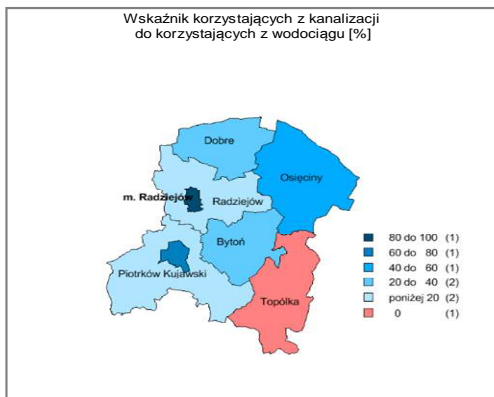 Wskaźnik korzystających z kanalizacji
do korzystających z wodociągu [%]
Dobre
Osięciny
m. Radziejów
Radziejów
Bytoń
Piotrków Kujawski
Topólka
80 do 100 (1)
60 do 80 (1)
40 do 60 (1)
20 do 40 (2)
poniżej 20 (2)
0 (1)